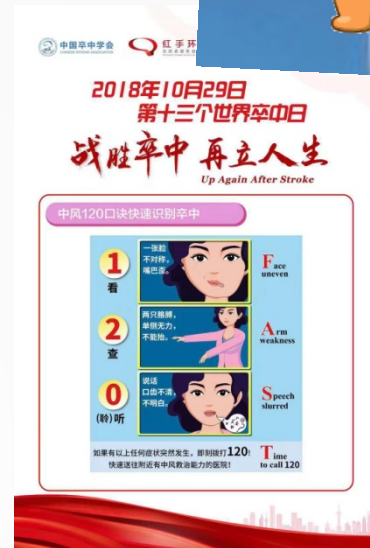 中国卒中学会
CHINESE STROKE ASSOCIATION
红手环
2018年10月29日
第十三个世界卒中日
战胜卒中 再立人生
Up Again After Stroke
中风120口诀快速识别卒中
1
看
一张脸
不对称，
嘴巴歪。
Face
uneven
2
查
两只胳膊，
单侧无力，
不能抬。
Arm
weakness
0
(聆)听
说话
口齿不清，
不明白。
Speech
slurred
如果有以上任何症状突然发生，即刻拨打120！
快速送往附近有中风救治能力的医院！
Time
to call 120